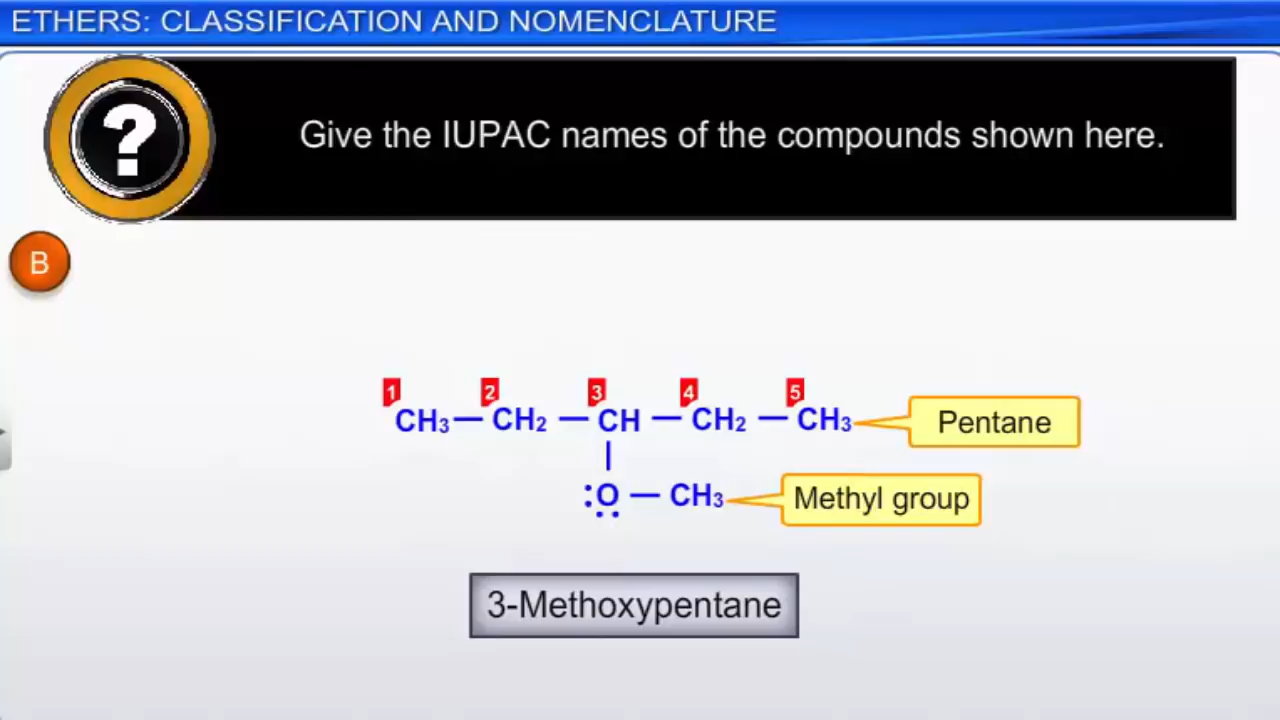 ETHERS: CLASSIFICATION AND NOMENCLATURE
?
Give the IUPAC names of the compounds shown here.
B
1 2 3 4 5
CH₃ — CH₂ — CH — CH₂ — CH₃ Pentane
|
:O — CH₃ Methyl group
3-Methoxypentane